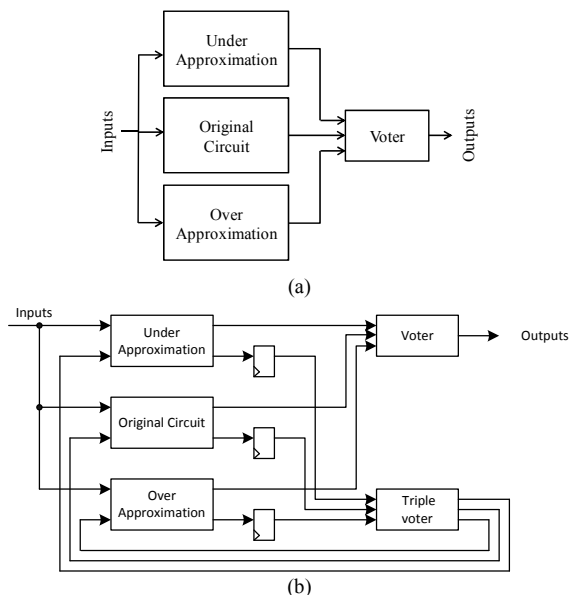 Under
Approximation
Inputs
Original
Circuit
Voter
Outputs
Over
Approximation
(a)
Inputs
Under
Approximation
Voter
Outputs
Original Circuit
Over
Approximation
Triple
voter
(b)